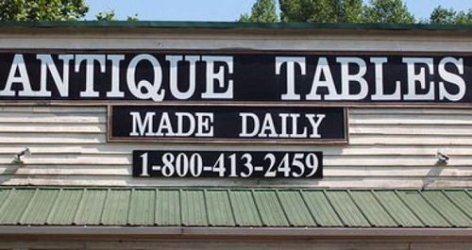 ANTIQUE TABLES
MADE DAILY
1-800-413-2459